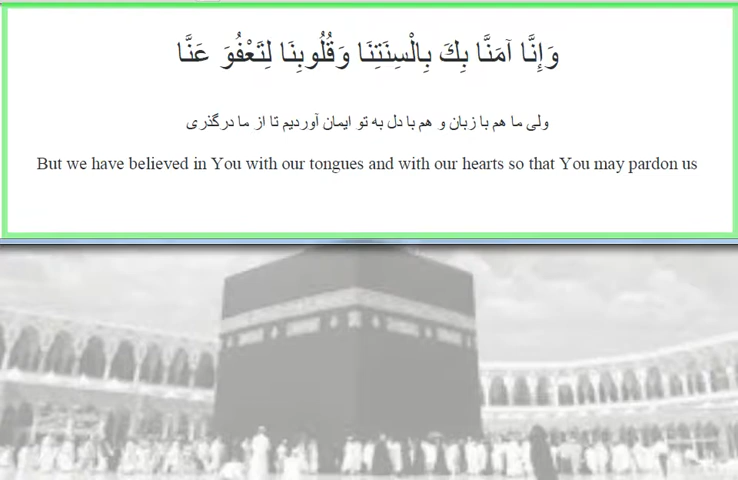 وَإِنَّا آمَنَّا بِكَ بِالْسِنَتِنَا وَقُلُوبِنَا لِتَعْفُوَ عَنَّا
ولی ما هم با زبان و هم با دل به تو ایمان آوردیم تا از ما درگذری
But we have believed in You with our tongues and with our hearts so that You may pardon us